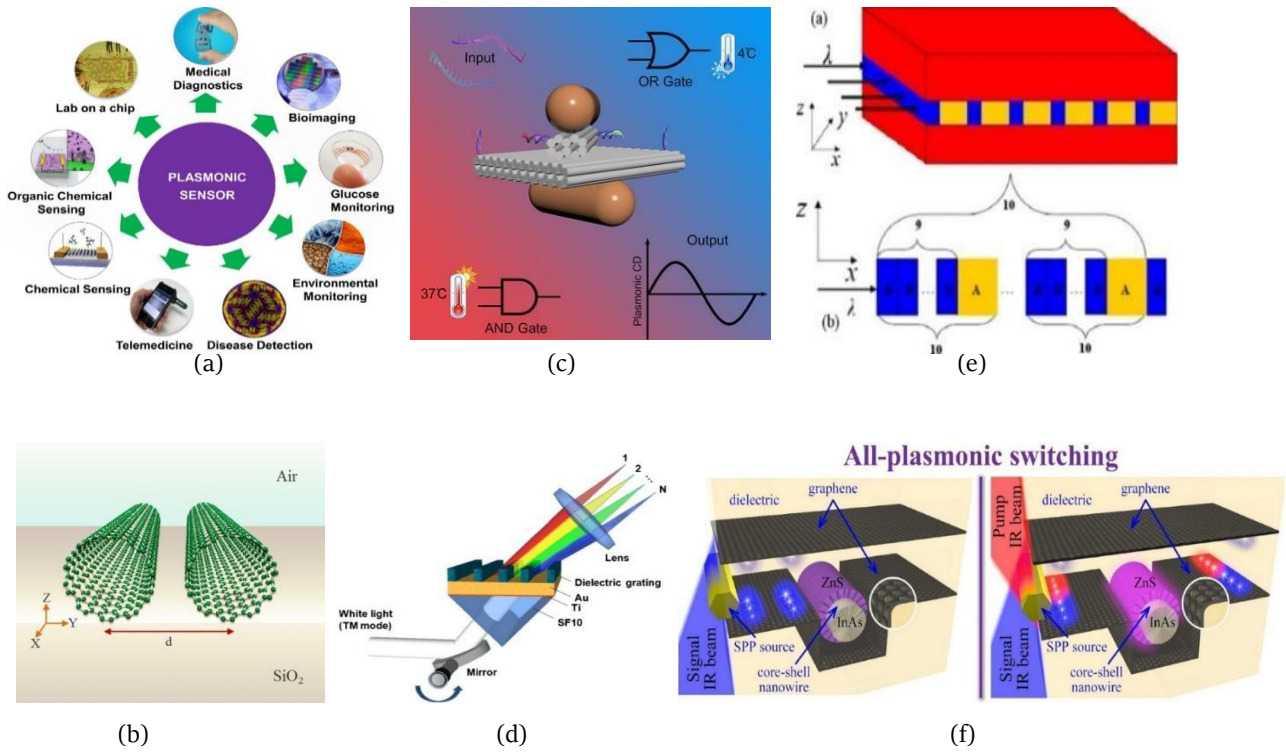 Medical
Diagnostics
Lab on a chip
Bioimaging
PLASMONIC
SENSOR
Organic Chemical
Sensing
Glucose
Monitoring
Chemical Sensing
Environmental
Monitoring
Telemedicine
Disease Detection
(a)
Input
OR Gate
4℃
37℃
AND Gate
Output
Plasmonic CD
(c)
(a)
λ
z
y
x
10
z
9
9
x
λ
A
A
(b)
10
10
(e)
Air
Z
Y
X
d
SiO2
(b)
1
2
N
Lens
Dielectric grating
Au
Ti
SF10
White light
(TM mode)
Mirror
(d)
All-plasmonic switching
dielectric
graphene
ZnS
InAs
SPP source
core-shell
nanowire
Signal
IR beam
Pump
IR beam
dielectric
graphene
ZnS
InAs
SPP source
core-shell
nanowire
Signal
IR beam
(f)